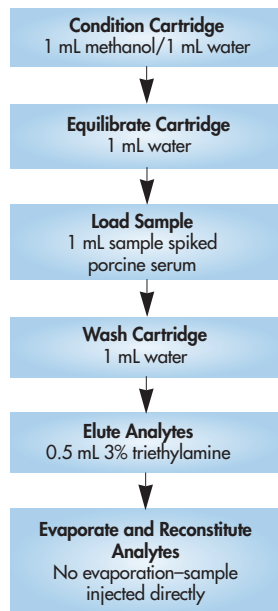 Condition Cartridge
1 mL methanol/1 mL water
Equilibrate Cartridge
1 mL water
Load Sample
1 mL sample spiked
porcine serum
Wash Cartridge
1 mL water
Elute Analytes
0.5 mL 3% triethylamine
Evaporate and Reconstitute
Analytes
No evaporation–sample
injected directly